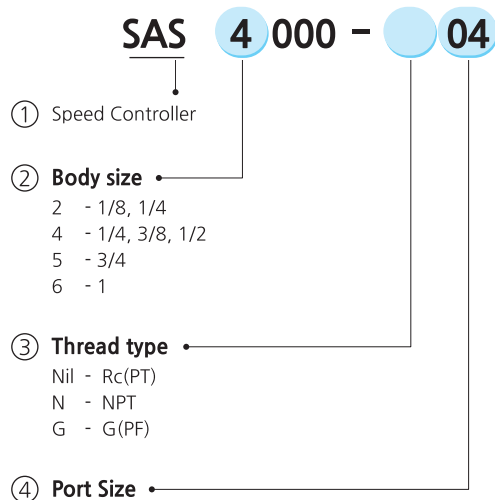 SAS 4 000 - 04
① Speed Controller
② Body size
2 - 1/8, 1/4
4 - 1/4, 3/8, 1/2
5 - 3/4
6 - 1
③ Thread type
Nil - Rc(PT)
N - NPT
G - G(PF)
④ Port Size